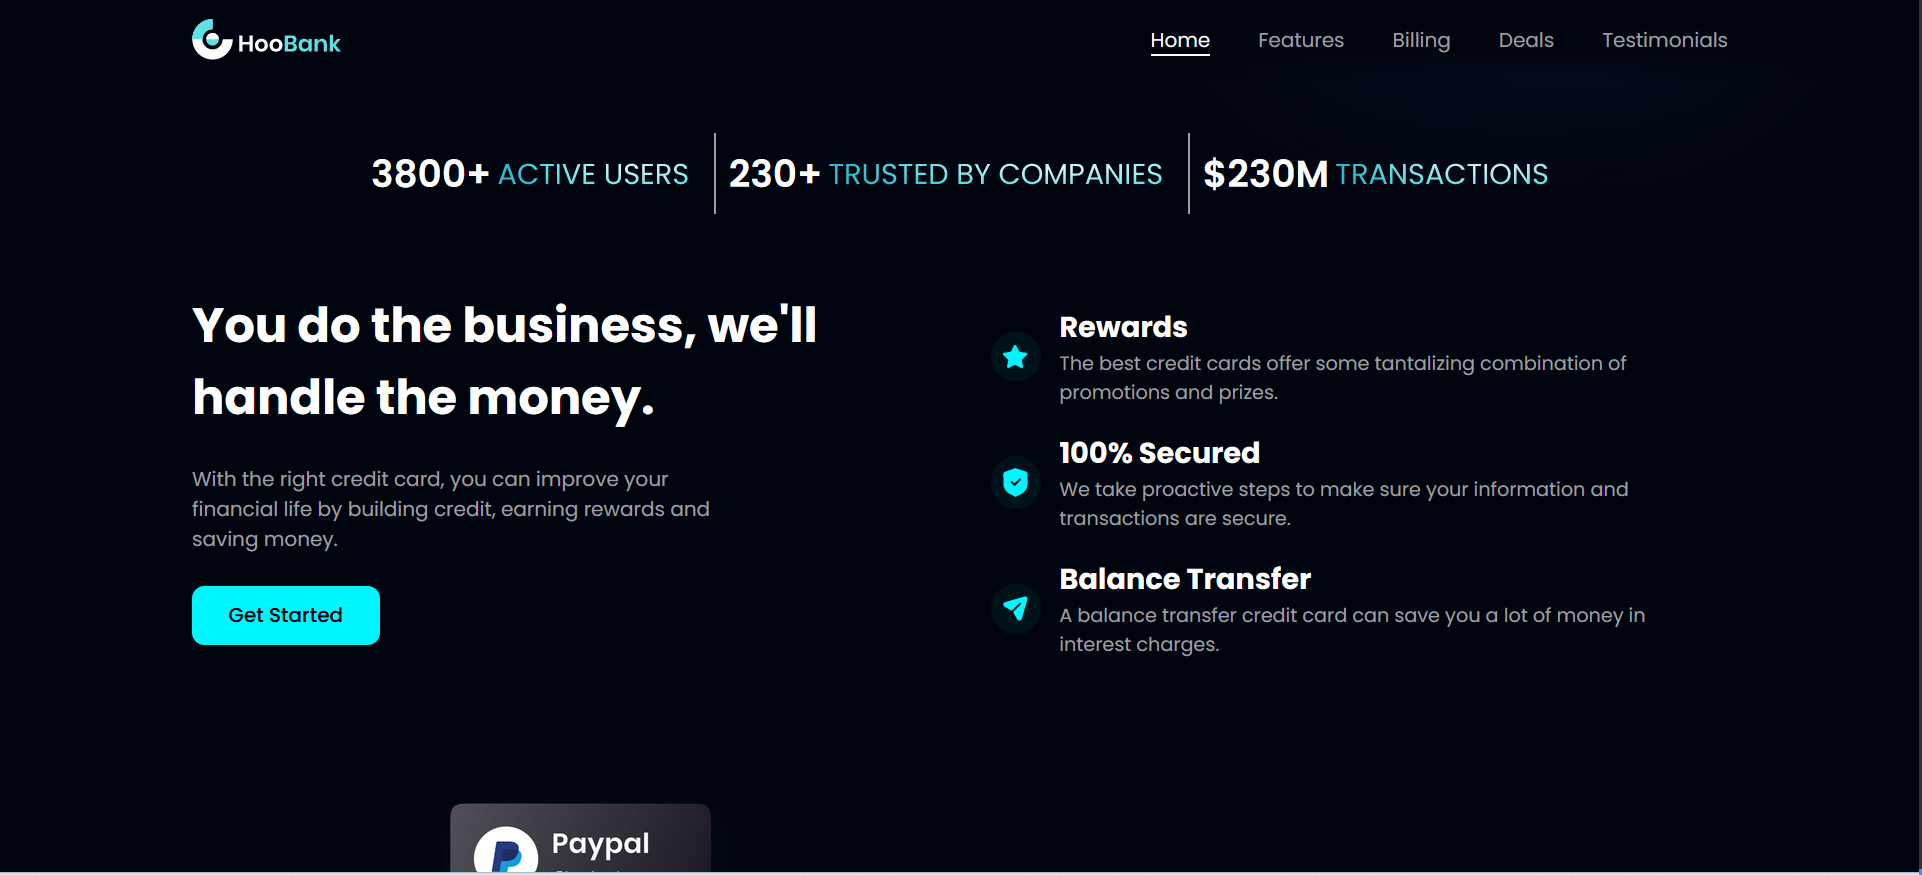 HooBank
Home Features Billing Deals Testimonials
3800+ ACTIVE USERS
230+ TRUSTED BY COMPANIES
$230M TRANSACTIONS
You do the business, we'll
handle the money.
With the right credit card, you can improve your
financial life by building credit, earning rewards and
saving money.
Get Started
Rewards
The best credit cards offer some tantalizing combination of
promotions and prizes.
100% Secured
We take proactive steps to make sure your information and
transactions are secure.
Balance Transfer
A balance transfer credit card can save you a lot of money in
interest charges.
Paypal